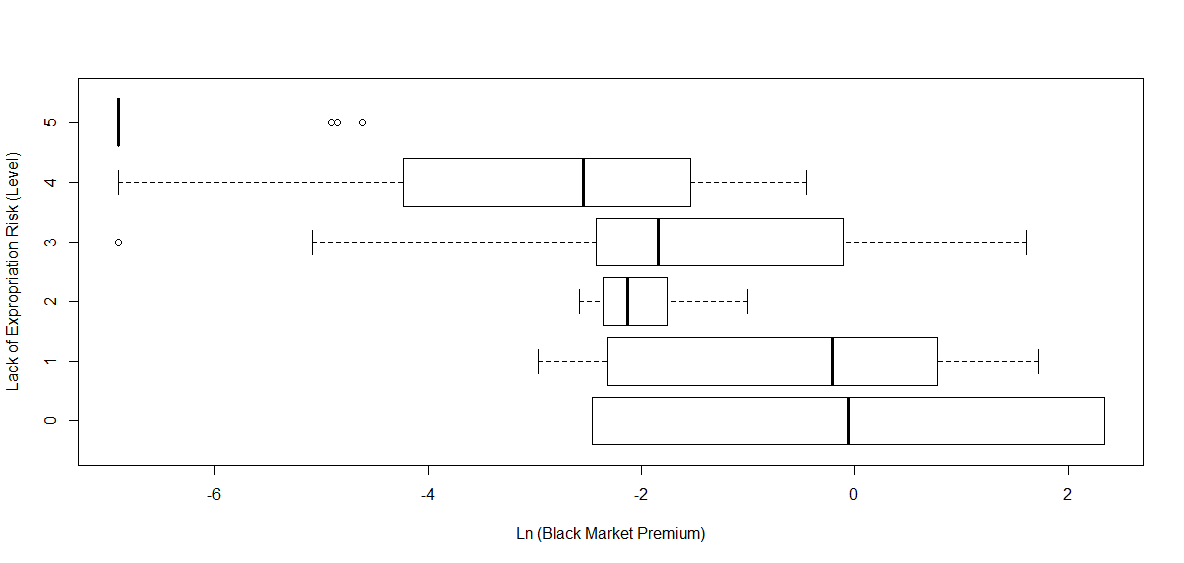 Lack of Expropriation Risk (Level)
5
4
3
2
1
0
-6 -4 -2 0 2
Ln (Black Market Premium)